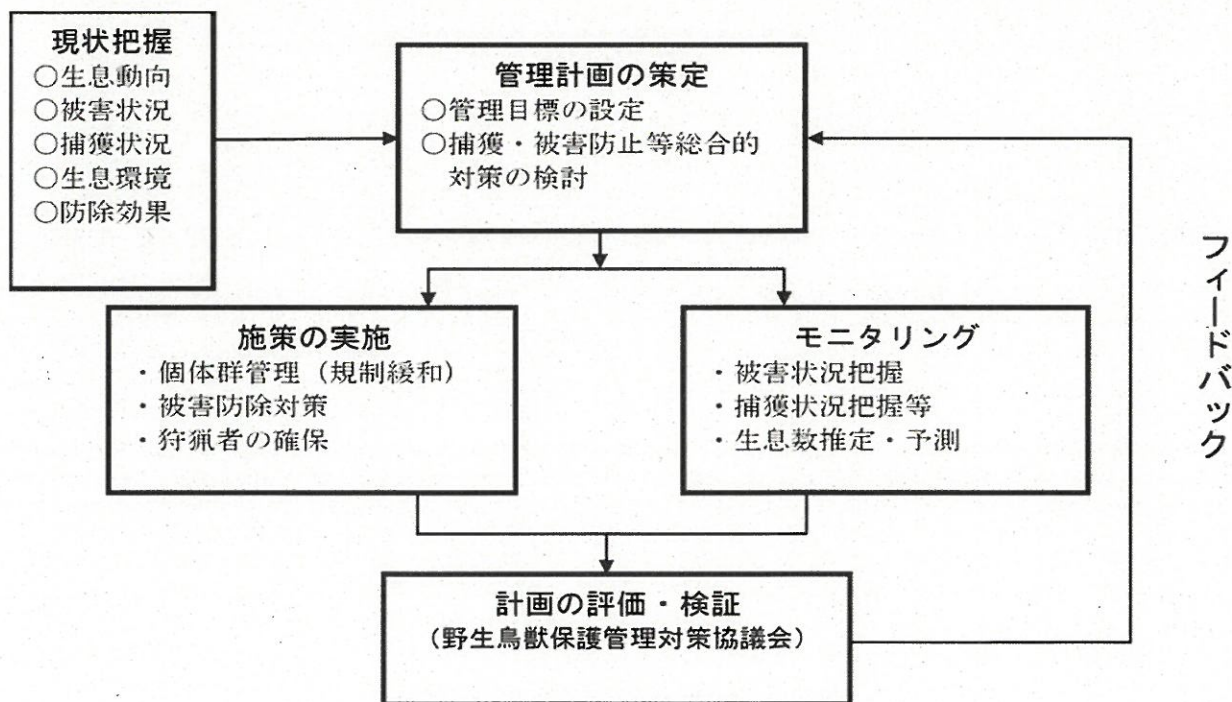 現状把握
○生息動向
○被害状況
○捕獲状況
○生息環境
○防除効果
管理計画の策定
○管理目標の設定
○捕獲・被害防止等総合的
対策の検討
施策の実施
・個体群管理（規制緩和）
・被害防除対策
・狩猟者の確保
モニタリング
・被害状況把握
・捕獲状況把握等
・生息数推定・予測
計画の評価・検証
（野生鳥獣保護管理対策協議会）
フィードバック